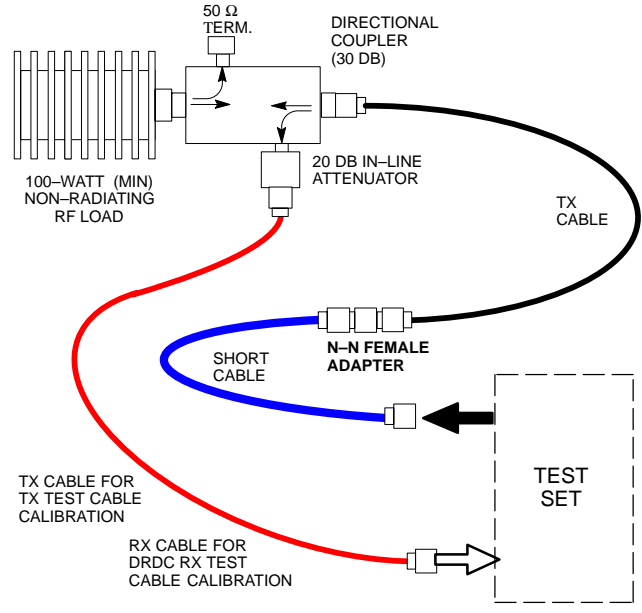 50 Ω
TERM.
DIRECTIONAL
COUPLER
(30 DB)
100–WATT (MIN)
NON–RADIATING
RF LOAD
20 DB IN–LINE
ATTENUATOR
TX
CABLE
N–N FEMALE
ADAPTER
SHORT
CABLE
TEST
SET
TX CABLE FOR
TX TEST CABLE
CALIBRATION
RX CABLE FOR
DRDC RX TEST
CABLE CALIBRATION